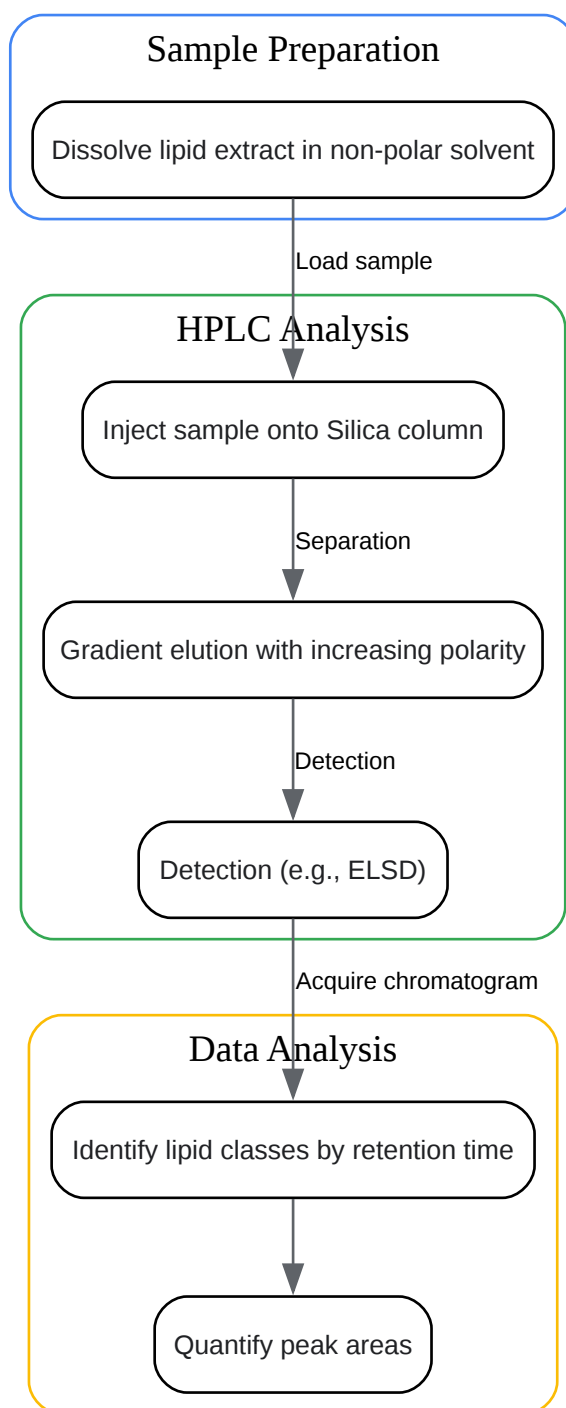 Sample Preparation
Dissolve lipid extract in non-polar solvent
Load sample
HPLC Analysis
Inject sample onto Silica column
Separation
Gradient elution with increasing polarity
Detection
Detection (e.g., ELSD)
Acquire chromatogram
Data Analysis
Identify lipid classes by retention time
Quantify peak areas